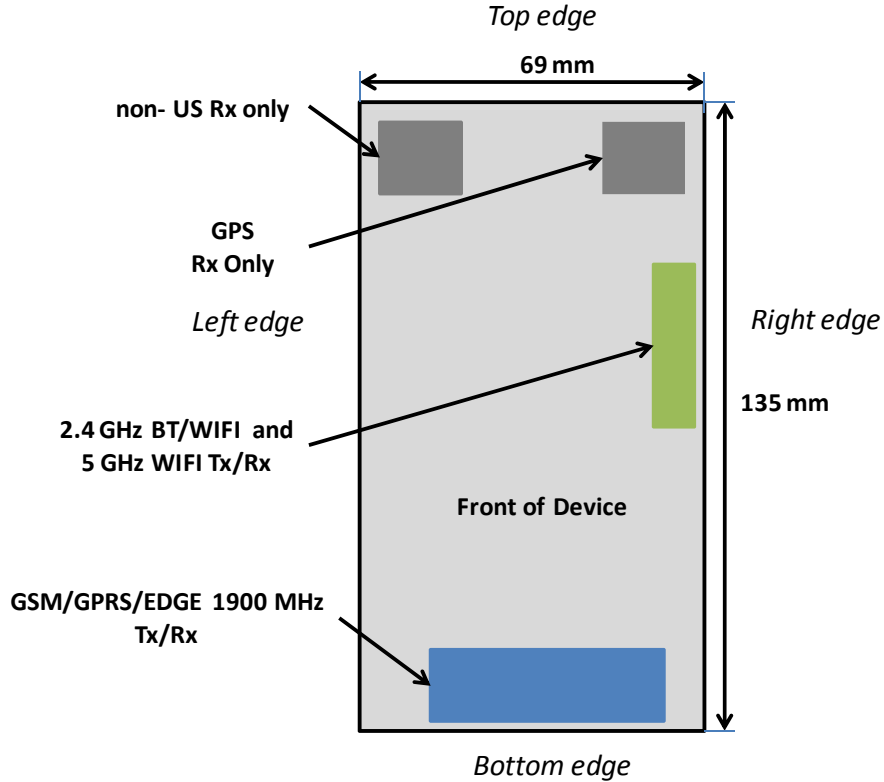 Top edge
69 mm
non- US Rx only
GPS
Rx Only
Left edge
Right edge
135 mm
2.4 GHz BT/WIFI and
5 GHz WIFI Tx/Rx
Front of Device
GSM/GPRS/EDGE 1900 MHz
Tx/Rx
Bottom edge